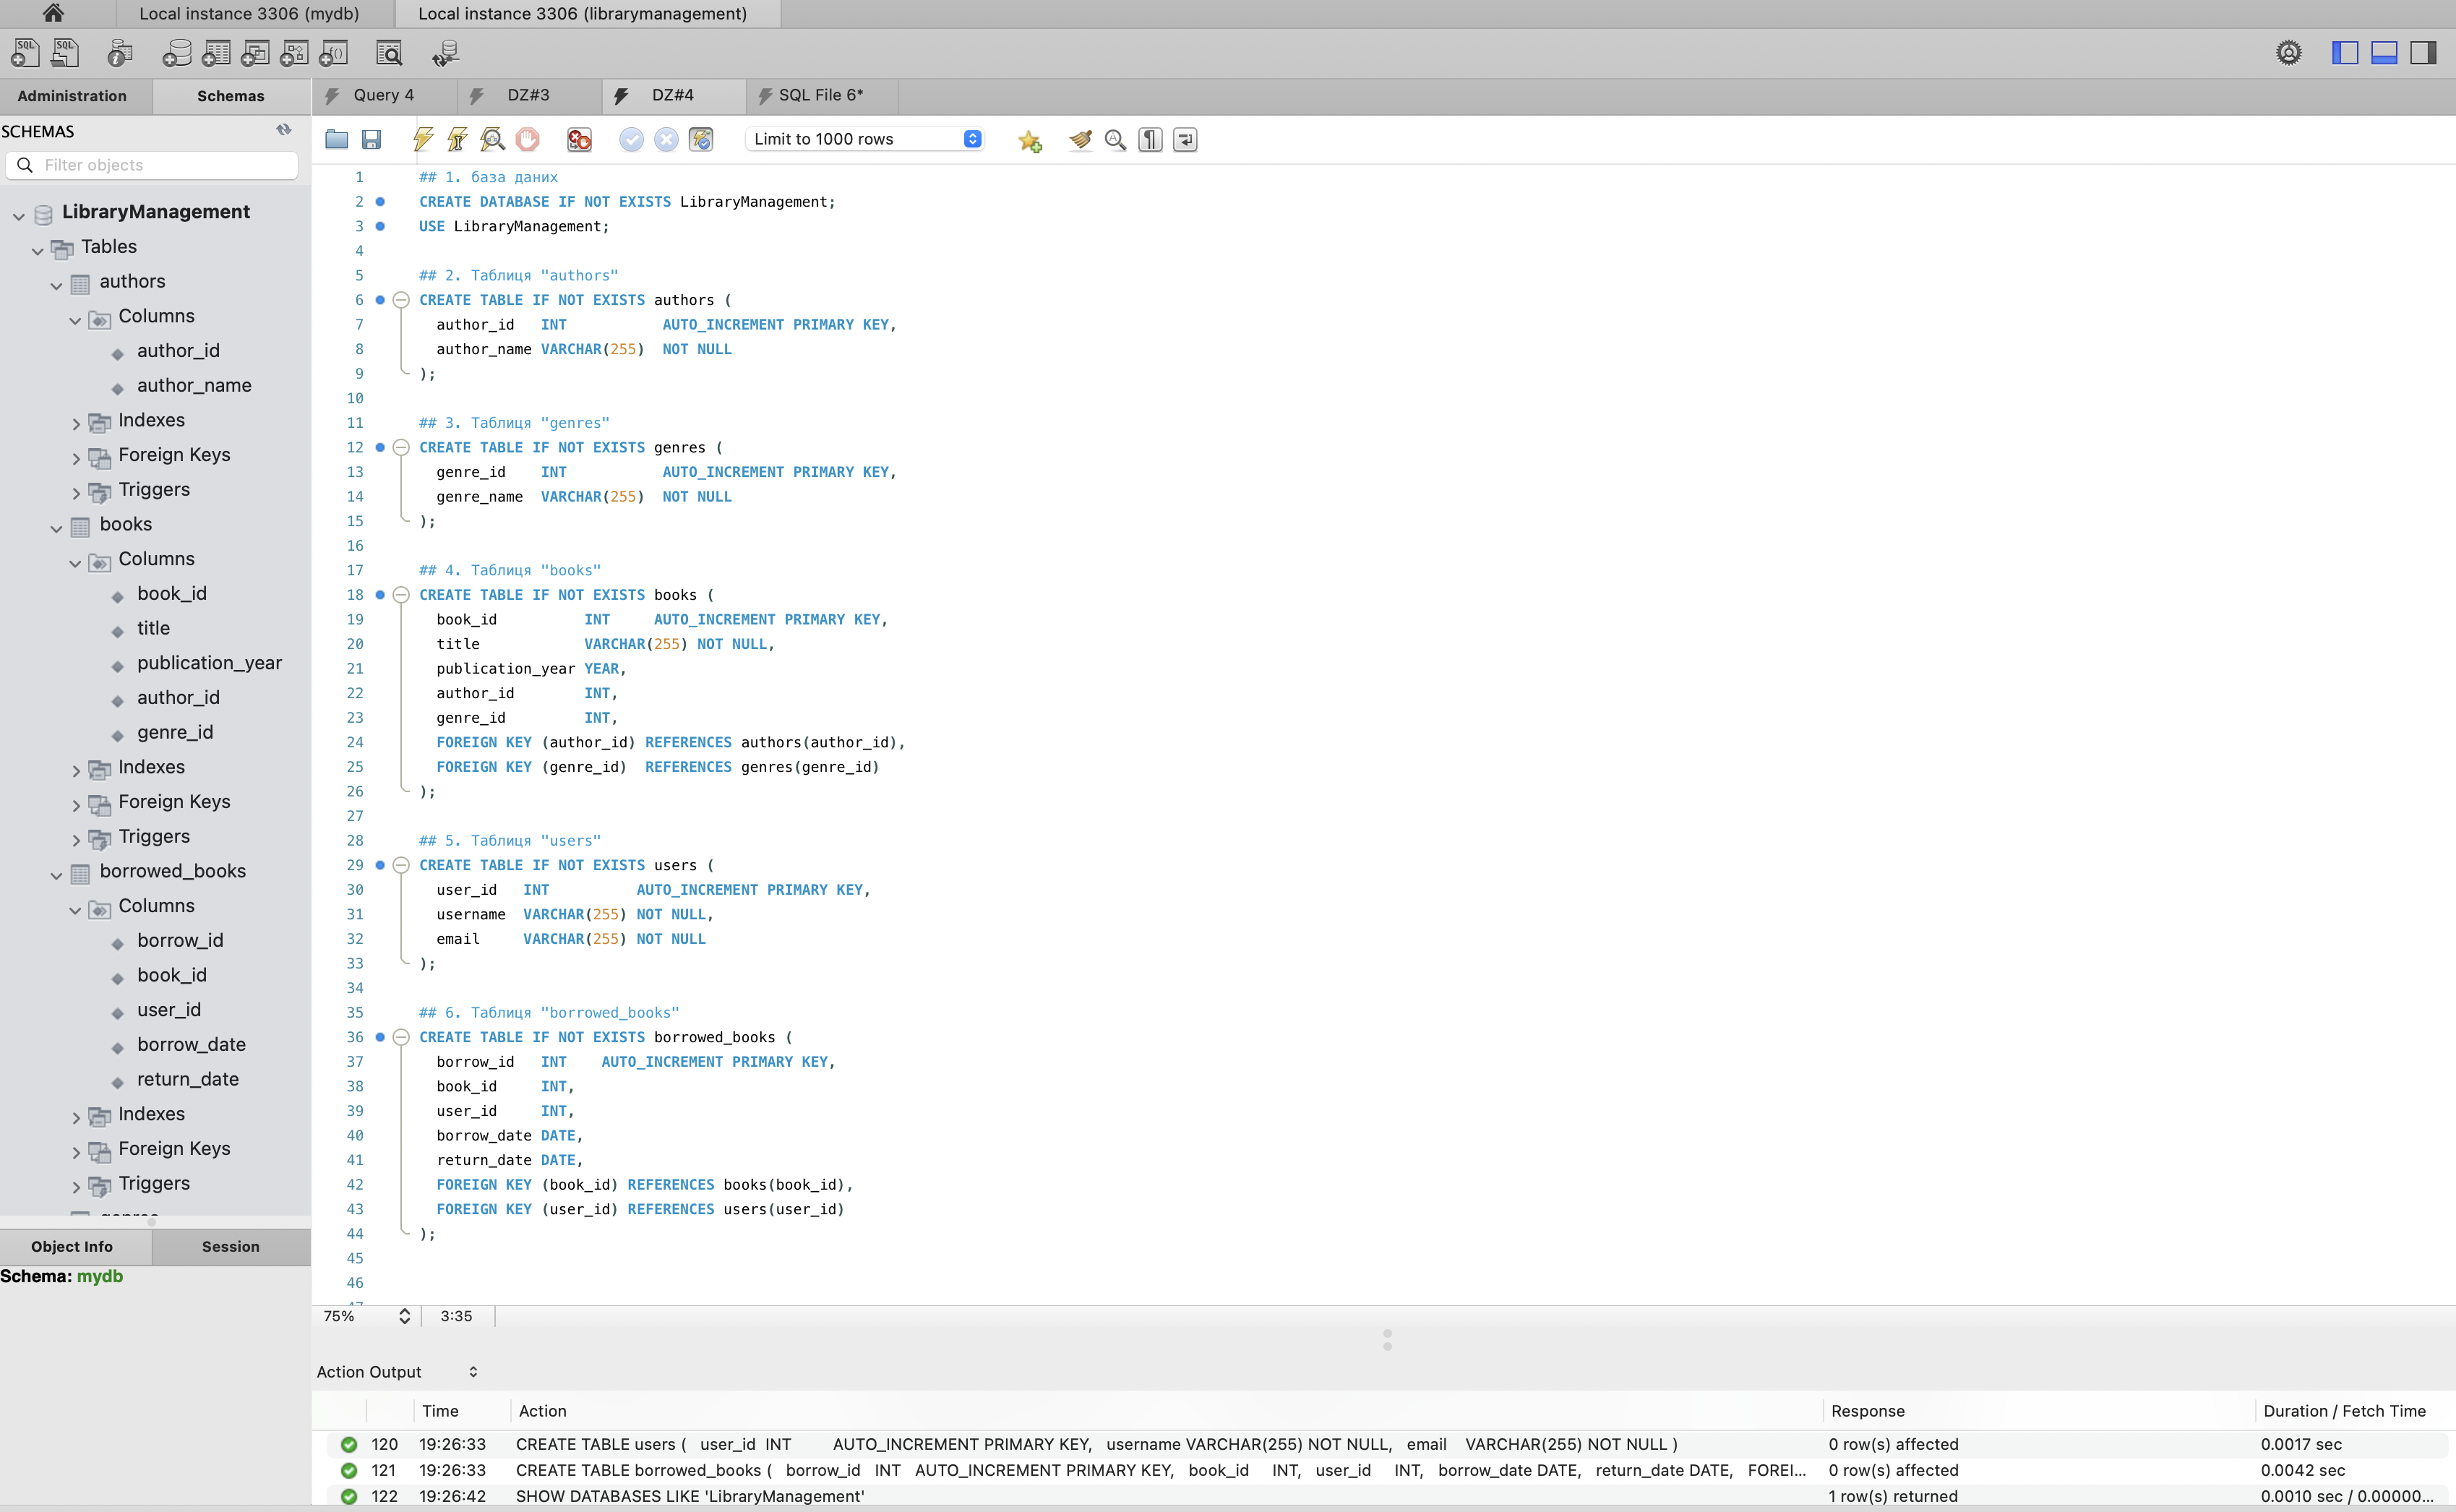 Local instance 3306 (mydb)
Local instance 3306 (librarymanagement)
Administration
Schemas
Query 4
DZ#3
DZ#4
SQL File 6*
SCHEMAS
Limit to 1000 rows
Filter objects
LibraryManagement
Tables
authors
Columns
author_id
author_name
Indexes
Foreign Keys
Triggers
books
Columns
book_id
title
publication_year
author_id
genre_id
Indexes
Foreign Keys
Triggers
borrowed_books
Columns
borrow_id
book_id
user_id
borrow_date
return_date
Indexes
Foreign Keys
Triggers
Object Info
Session
Schema: mydb
1 ## 1. база даних
2 CREATE DATABASE IF NOT EXISTS LibraryManagement;
3 USE LibraryManagement;
4
5 ## 2. Таблиця "authors"
6 CREATE TABLE IF NOT EXISTS authors (
7 author_id INT AUTO_INCREMENT PRIMARY KEY,
8 author_name VARCHAR(255) NOT NULL
9 );
10
11 ## 3. Таблиця "genres"
12 CREATE TABLE IF NOT EXISTS genres (
13 genre_id INT AUTO_INCREMENT PRIMARY KEY,
14 genre_name VARCHAR(255) NOT NULL
15 );
16
17 ## 4. Таблиця "books"
18 CREATE TABLE IF NOT EXISTS books (
19 book_id INT AUTO_INCREMENT PRIMARY KEY,
20 title VARCHAR(255) NOT NULL,
21 publication_year YEAR,
22 author_id INT,
23 genre_id INT,
24 FOREIGN KEY (author_id) REFERENCES authors(author_id),
25 FOREIGN KEY (genre_id) REFERENCES genres(genre_id)
26 );
27
28 ## 5. Таблиця "users"
29 CREATE TABLE IF NOT EXISTS users (
30 user_id INT AUTO_INCREMENT PRIMARY KEY,
31 username VARCHAR(255) NOT NULL,
32 email VARCHAR(255) NOT NULL
33 );
34
35 ## 6. Таблиця "borrowed_books"
36 CREATE TABLE IF NOT EXISTS borrowed_books (
37 borrow_id INT AUTO_INCREMENT PRIMARY KEY,
38 book_id INT,
39 user_id INT,
40 borrow_date DATE,
41 return_date DATE,
42 FOREIGN KEY (book_id) REFERENCES books(book_id),
43 FOREIGN KEY (user_id) REFERENCES users(user_id)
44 );
45
46
75% 3:35
Action Output
Time Action Response Duration / Fetch Time
120 19:26:33 CREATE TABLE users ( user_id INT AUTO_INCREMENT PRIMARY KEY, username VARCHAR(255) NOT NULL, email VARCHAR(255) NOT NULL ) 0 row(s) affected 0.0017 sec
121 19:26:33 CREATE TABLE borrowed_books ( borrow_id INT AUTO_INCREMENT PRIMARY KEY, book_id INT, user_id INT, borrow_date DATE, return_date DATE, FOREI... 0 row(s) affected 0.0042 sec
122 19:26:42 SHOW DATABASES LIKE 'LibraryManagement' 1 row(s) returned 0.0010 sec / 0.00000...